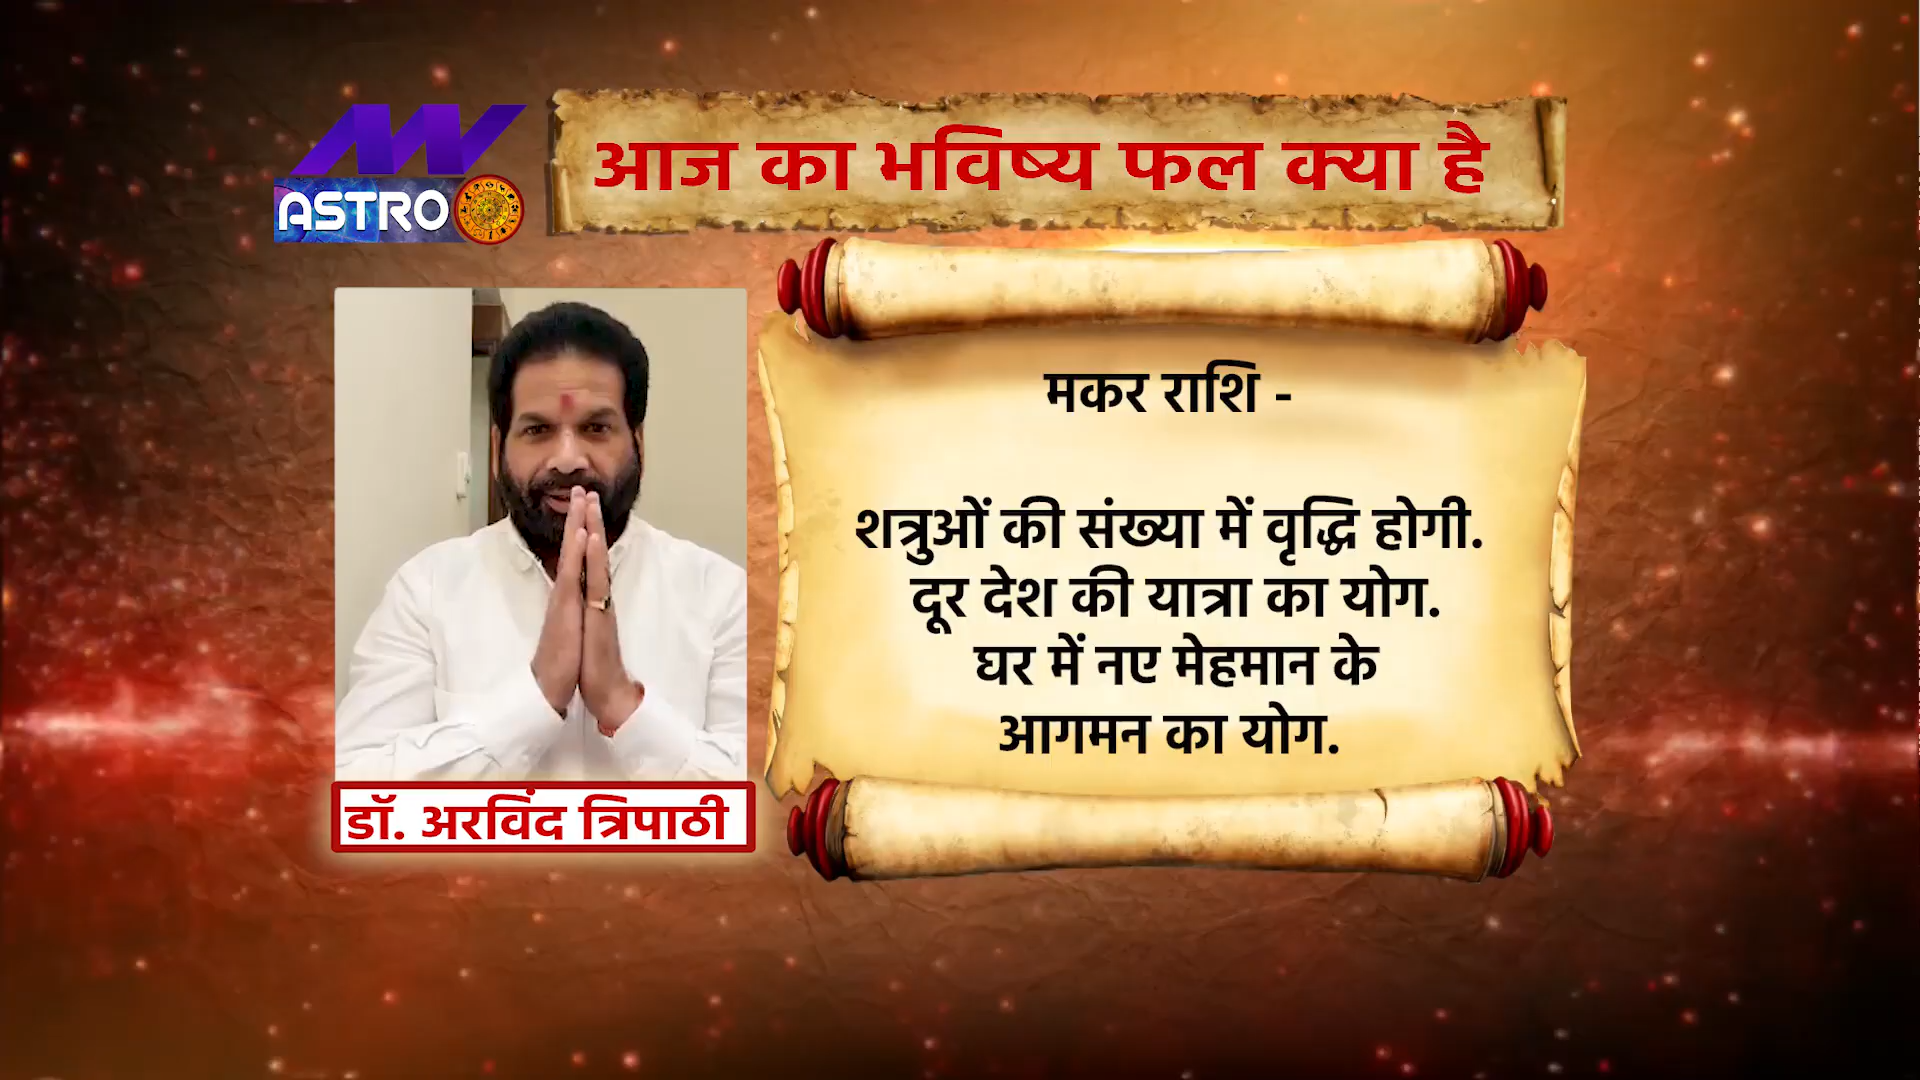 आज का भविष्य फल क्या है
ASTRO
मकर राशि -
शत्रुओं की संख्या में वृद्धि होगी.
दूर देश की यात्रा का योग.
घर में नए मेहमान के
आगमन का योग.
डॉ. अरविंद त्रिपाठी